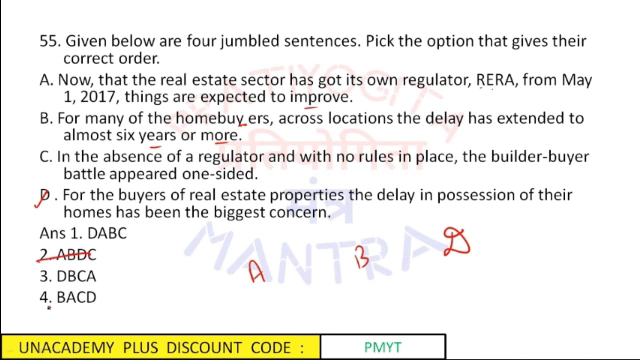 55. Given below are four jumbled sentences. Pick the option that gives their
correct order.
A. Now, that the real estate sector has got its own regulator, RERA, from May
1, 2017, things are expected to improve.
B. For many of the homebuy ers, across locations the delay has extended to
almost six years or more.
C. In the absence of a regulator and with no rules in place, the builder-buyer
battle appeared one-sided.
D . For the buyers of real estate properties the delay in possession of their
homes has been the biggest concern.
Ans 1. DABC
2. ABDC
3. DBCA
4. BACD
A B D
PRATIYOGITA
प्रतियोगिता
मंत्र
MANTRA
UNACADEMY PLUS DISCOUNT CODE : PMYT